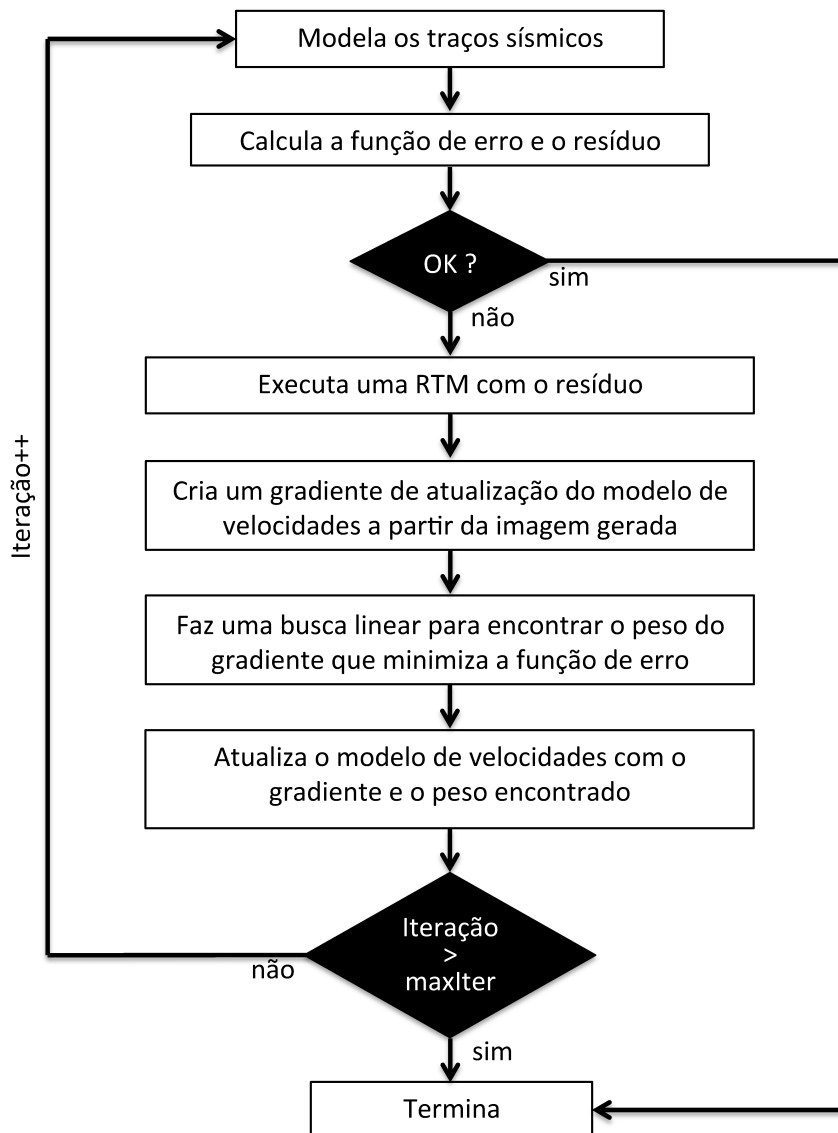 Modela os traços sísmicos
Calcula a função de erro e o resíduo
OK ?
sim
não
Executa uma RTM com o resíduo
Iteração++
Cria um gradiente de atualização do modelo de
velocidades a partir da imagem gerada
Faz uma busca linear para encontrar o peso do
gradiente que minimiza a função de erro
Atualiza o modelo de velocidades com o
gradiente e o peso encontrado
Iteração
>
maxIter
não
sim
Termina